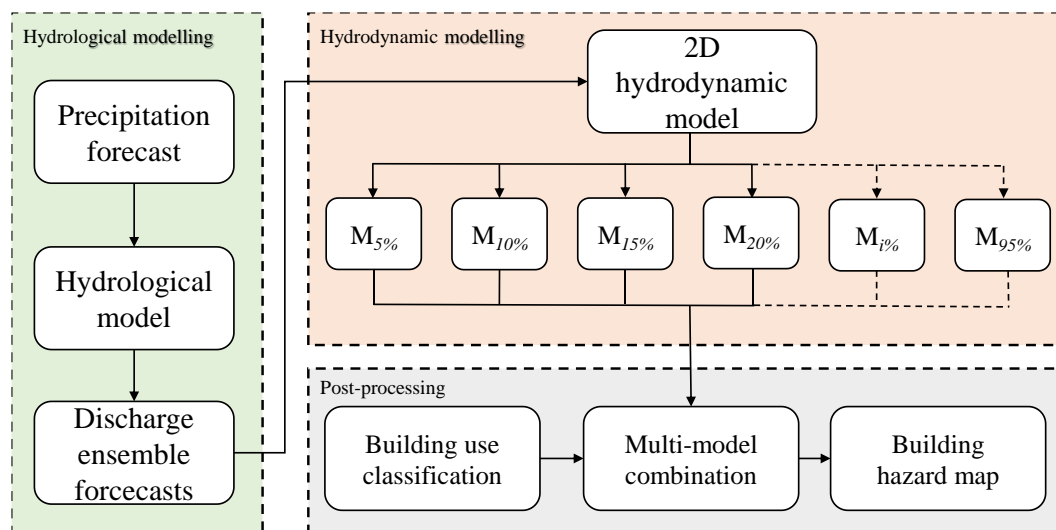 Hydrological modelling
Precipitation
forecast
Hydrological
model
Discharge
ensemble
forcecasts
Hydrodynamic modelling
2D
hydrodynamic
model
M5% M10% M15% M20% Mi% M95%
Post-processing
Building use
classification
Multi-model
combination
Building
hazard map